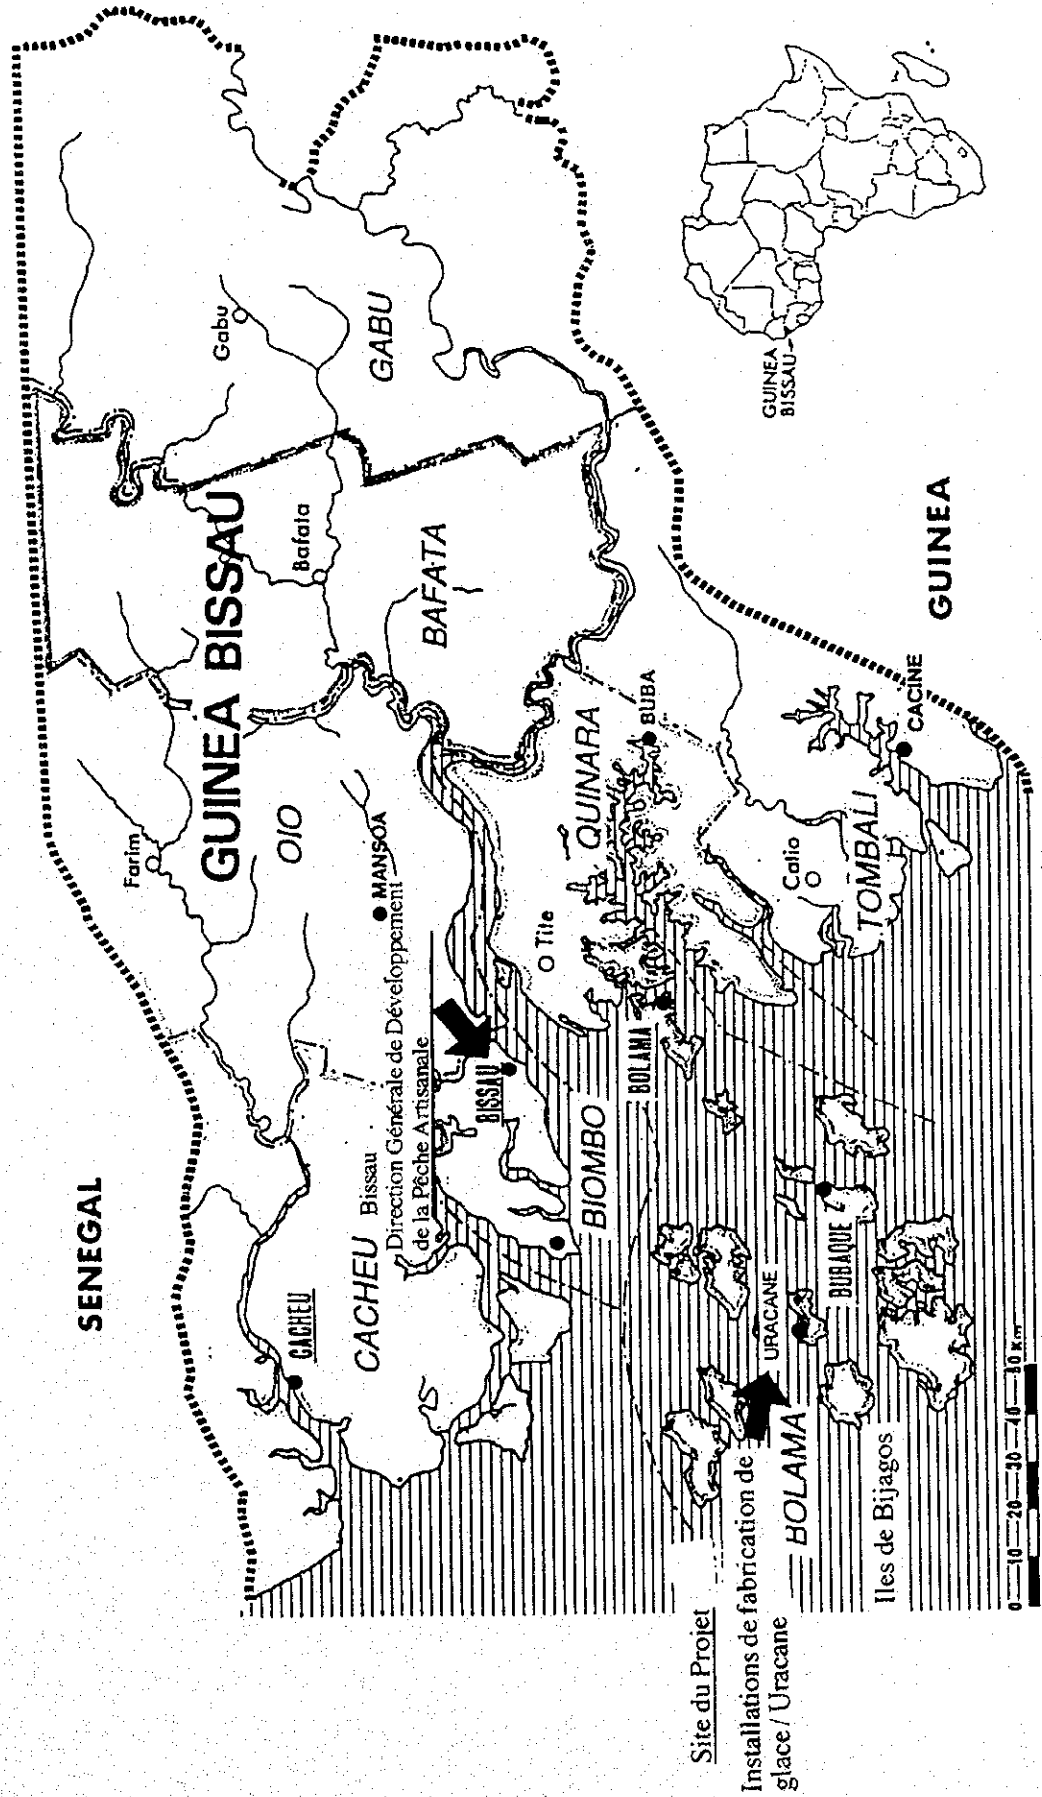 SENEGAL
GUINEA BISSAU
Farim
Gabu
Bafata
OIO
GABU
BAFATA
CACHEU
CACHEU
MANSOA
Bissau
Direction Générale de Développement
de la Pêche Artisanale
BISSAU
BIOMBO
Tite
QUINARA
BUBA
BOLAMA
Calio
TOMBALI
CACINE
GUINEA
GUINEA
BISSAU
URACANE
BUBAQUE
BOLAMA
Iles de Bijagos
Site du Projet
Installations de fabrication de
glace / Uracane
0 10 20 30 40 50 Km